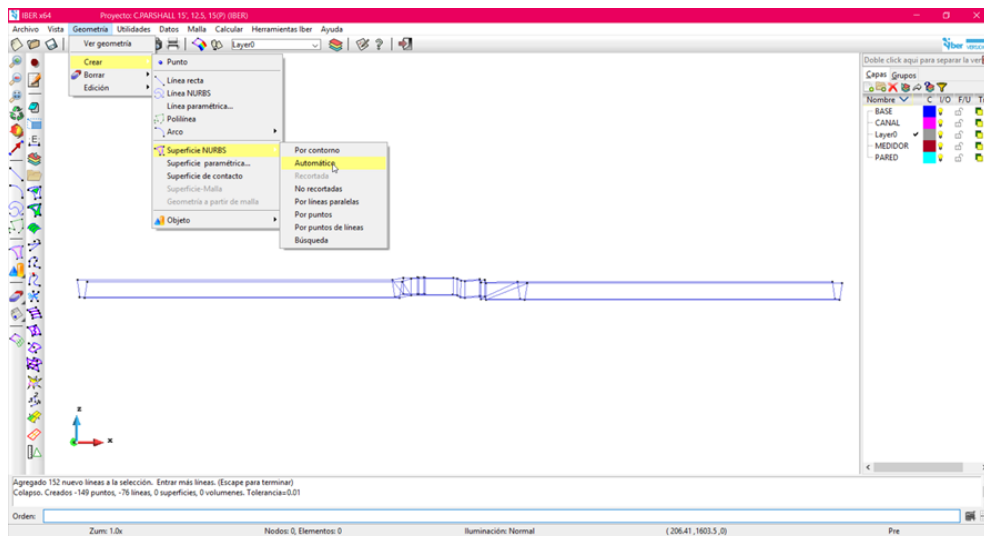 IBER x64 Proyecto: C.PARSHALL 15', 12.5, 15(P) (IBER)
Archivo Vista Geometría Utilidades Datos Malla Calcular Herramientas Iber Ayuda
Layer0
Iber
Ver geometría
Crear
Borrar
Edición
Punto
Línea recta
Línea NURBS
Línea paramétrica...
Polilínea
Arco
Superficie NURBS
Superficie paramétrica...
Superficie de contacto
Superficie-Malla
Geometría a partir de malla
Objeto
Por contorno
Automático
Recortada
No recortadas
Por líneas paralelas
Por puntos
Por puntos de líneas
Búsqueda
Doble click aqui para separar la ven
Capas Grupos
Nombre C I/O F/U T
BASE
CANAL
Layer0
MEDIDOR
PARED
z
x
Agregado 152 nuevo líneas a la selección. Entrar más líneas. (Escape para terminar)
Colapso. Creados -149 puntos, -76 líneas, 0 superficies, 0 volumenes. Tolerancia=0.01
Orden:
Zum: 1.0x Nodos: 0, Elementos: 0 Iluminación: Normal ( 206.41 ,1603.5 ,0) Pre